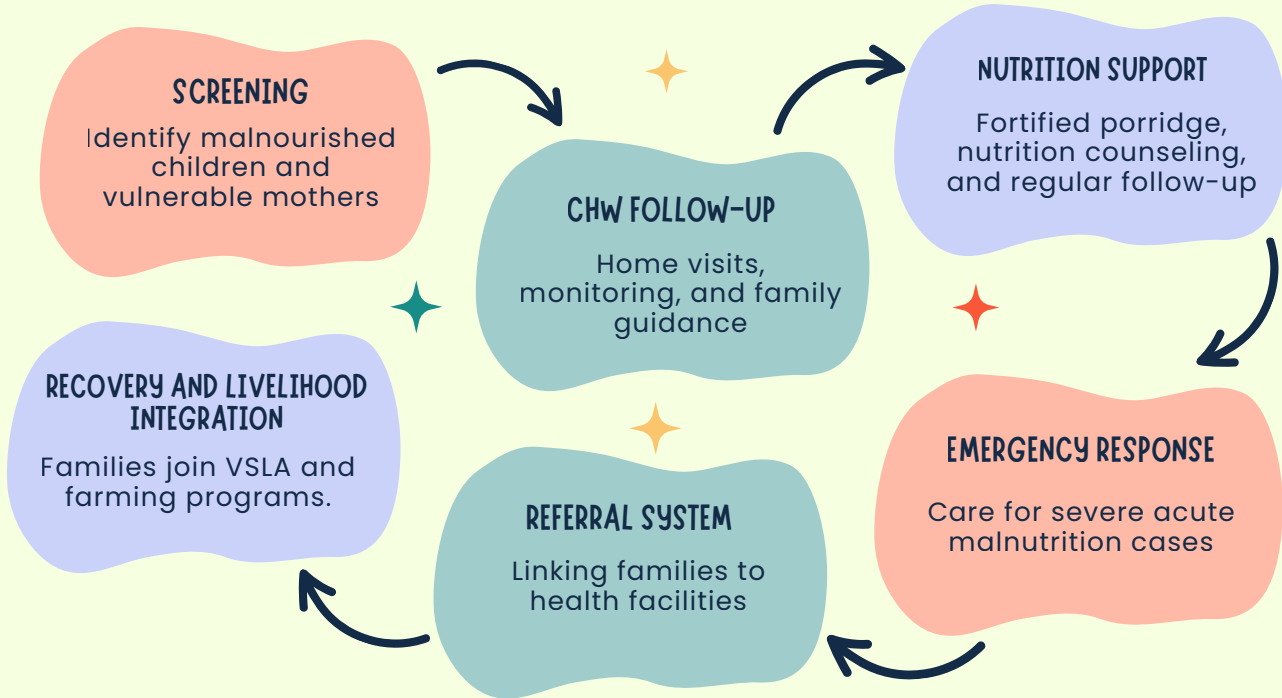 SCREENING
Identify malnourished
children and
vulnerable mothers
CHW FOLLOW-UP
Home visits,
monitoring, and family
guidance
NUTRITION SUPPORT
Fortified porridge,
nutrition counseling,
and regular follow-up
EMERGENCY RESPONSE
Care for severe acute
malnutrition cases
REFERRAL SYSTEM
Linking families to
health facilities
RECOVERY AND LIVELIHOOD
INTEGRATION
Families join VSLA and
farming programs.